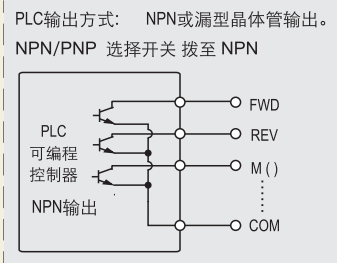 PLC输出方式: NPN或漏型晶体管输出。
NPN/PNP 选择开关 拨至 NPN
FWD
PLC
REV
可编程
控制器
M ( )
NPN输出
COM